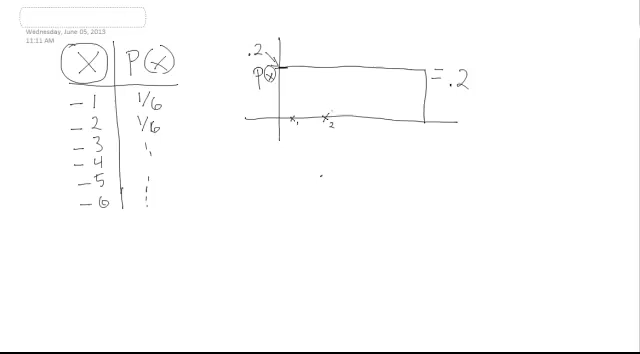 Wednesday, June 05, 2013
11:11 AM
X P(x)
- 1 1/6
- 2 1/6
- 3
- 4
- 5
- 6
.2
P(x)
= .2
x1 x2